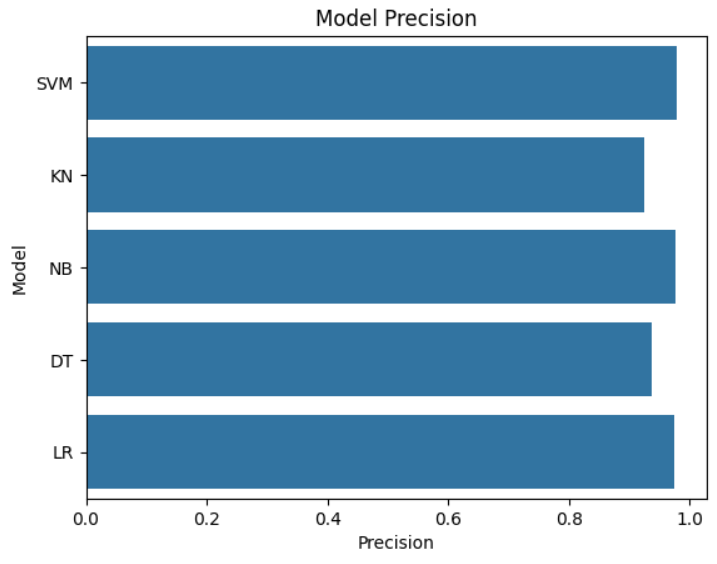 Model Precision
SVM
KN
NB
DT
LR
Model
0.0 0.2 0.4 0.6 0.8 1.0
Precision